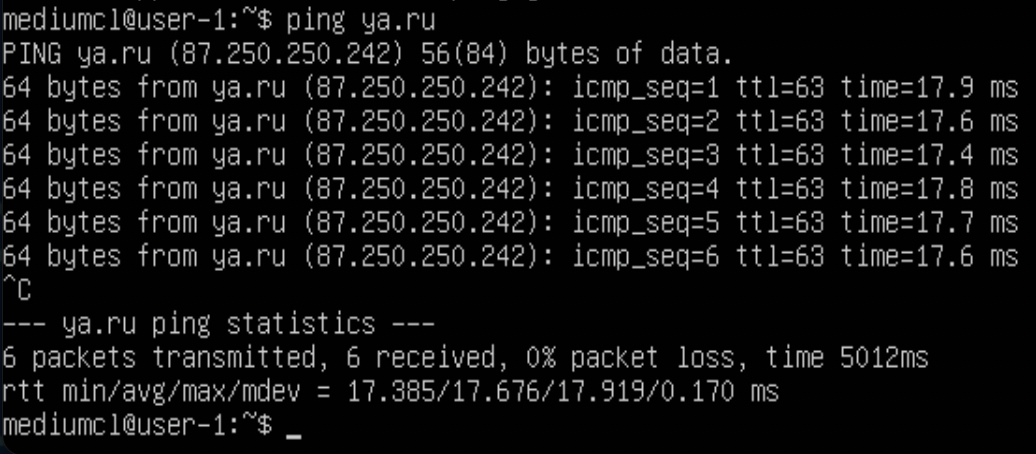 mediumcl@user-1:~$ ping ya.ru
PING ya.ru (87.250.250.242) 56(84) bytes of data.
64 bytes from ya.ru (87.250.250.242): icmp_seq=1 ttl=63 time=17.9 ms
64 bytes from ya.ru (87.250.250.242): icmp_seq=2 ttl=63 time=17.6 ms
64 bytes from ya.ru (87.250.250.242): icmp_seq=3 ttl=63 time=17.4 ms
64 bytes from ya.ru (87.250.250.242): icmp_seq=4 ttl=63 time=17.8 ms
64 bytes from ya.ru (87.250.250.242): icmp_seq=5 ttl=63 time=17.7 ms
64 bytes from ya.ru (87.250.250.242): icmp_seq=6 ttl=63 time=17.6 ms
^C
--- ya.ru ping statistics ---
6 packets transmitted, 6 received, 0% packet loss, time 5012ms
rtt min/avg/max/mdev = 17.385/17.676/17.919/0.170 ms
mediumcl@user-1:~$ _